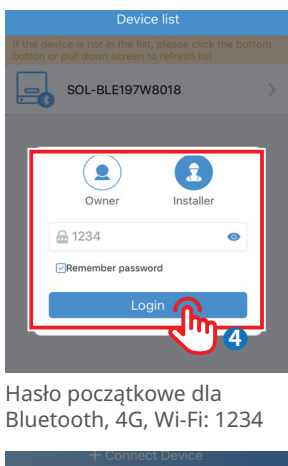 Device list
If the device is not in the list, please click the bottom
button or pull down screen to refresh list
SOL-BLE197W8018
Owner Installer
1234
Remember password
Login
4
Hasło początkowe dla
Bluetooth, 4G, Wi-Fi: 1234
+ Connect Device